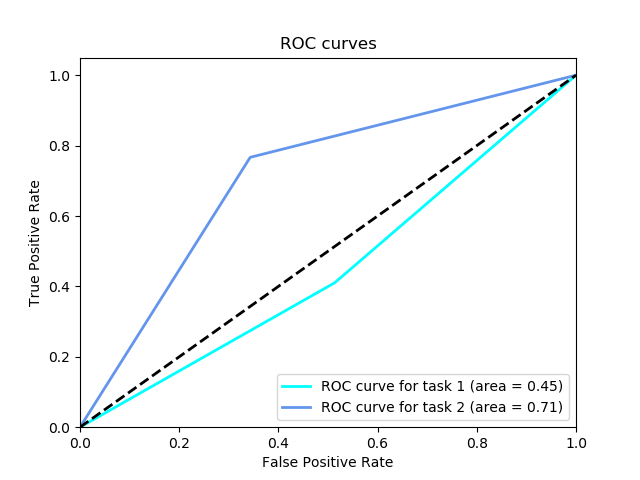 ROC curves
True Positive Rate
1.0
0.8
0.6
0.4
0.2
0.0
ROC curve for task 1 (area = 0.45)
ROC curve for task 2 (area = 0.71)
0.0 0.2 0.4 0.6 0.8 1.0
False Positive Rate